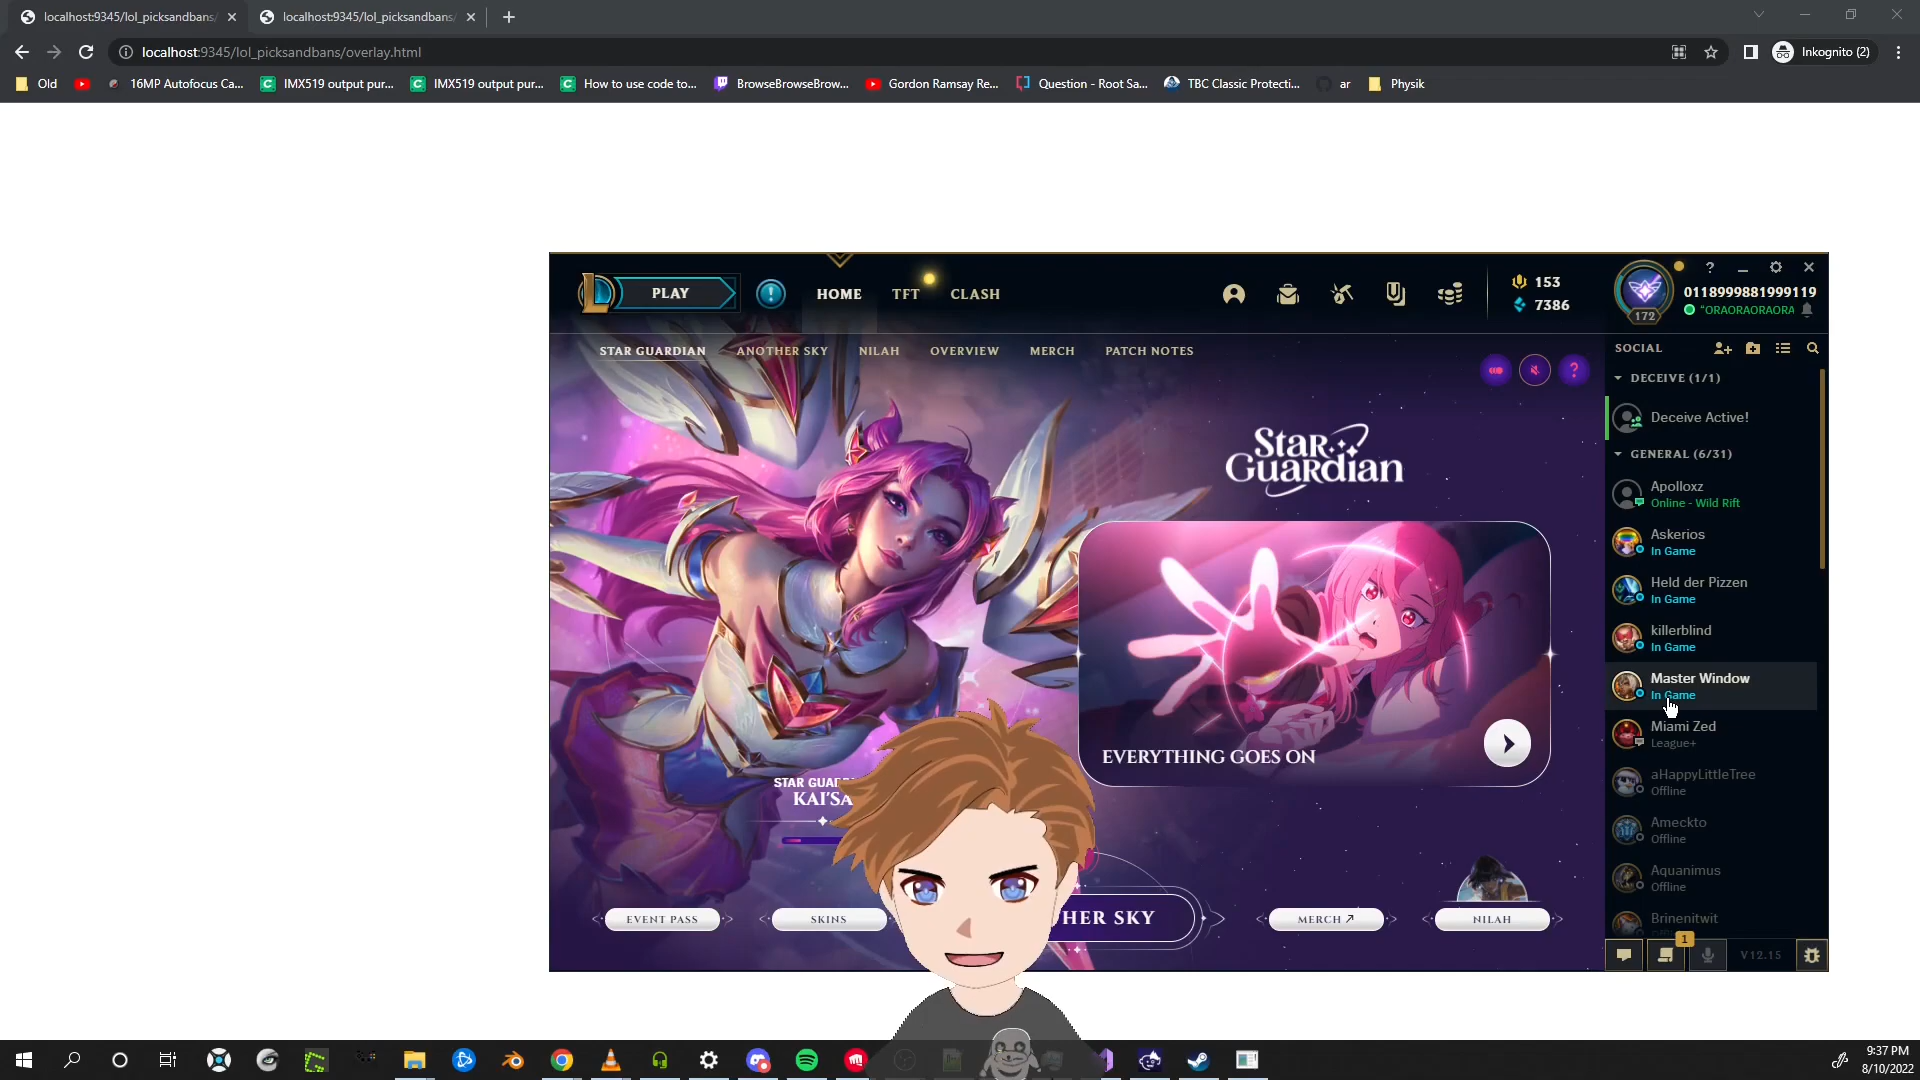 localhost:9345/lol_picksandbans/
localhost:9345/lol_picksandbans/
localhost:9345/lol_picksandbans/overlay.html
Inkognito (2)
Old
16MP Autofocus Ca...
IMX519 output pur...
IMX519 output pur...
How to use code to...
BrowseBrowseBrow...
Gordon Ramsay Re...
Question - Root Sa...
TBC Classic Protecti...
ar
Physik
PLAY
HOME
TFT
CLASH
153
7386
172
0118999881999119
"ORAORAORAORA
STAR GUARDIAN
ANOTHER SKY
NILAH
OVERVIEW
MERCH
PATCH NOTES
SOCIAL
DECEIVE (1/1)
Deceive Active!
GENERAL (6/31)
Apolloxz
Online - Wild Rift
Askerios
In Game
Held der Pizzen
In Game
killerblind
In Game
Master Window
In Game
Miami Zed
League+
aHappyLittleTree
Offline
Ameckto
Offline
Aquanimus
Offline
Brinenitwit
1
V12.15
Star
Guardian
EVERYTHING GOES ON
STAR GUAR
KAI'SA
EVENT PASS
SKINS
HER SKY
MERCH
NILAH
9:37 PM
8/10/2022